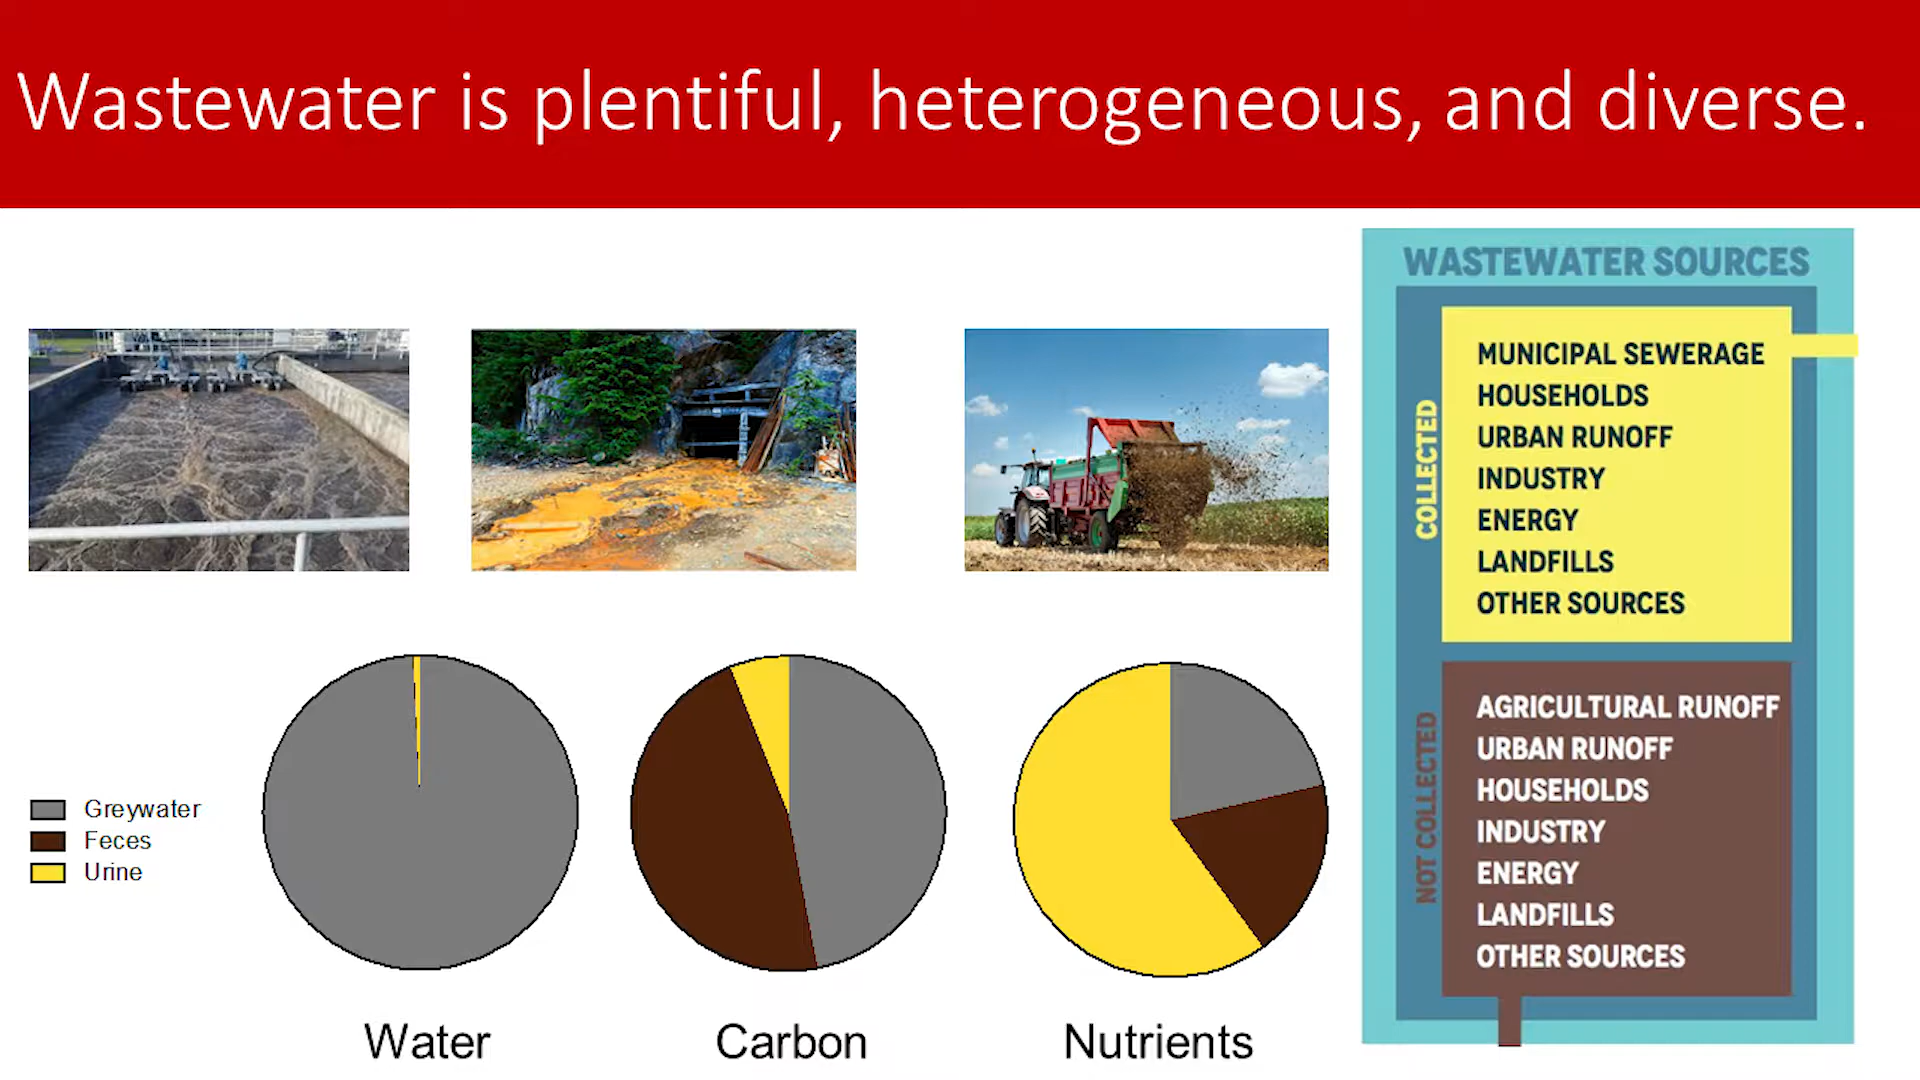 Wastewater is plentiful, heterogeneous, and diverse.
WASTEWATER SOURCES
COLLECTED
MUNICIPAL SEWERAGE
HOUSEHOLDS
URBAN RUNOFF
INDUSTRY
ENERGY
LANDFILLS
OTHER SOURCES
NOT COLLECTED
AGRICULTURAL RUNOFF
URBAN RUNOFF
HOUSEHOLDS
INDUSTRY
ENERGY
LANDFILLS
OTHER SOURCES
Greywater
Feces
Urine
Water
Carbon
Nutrients